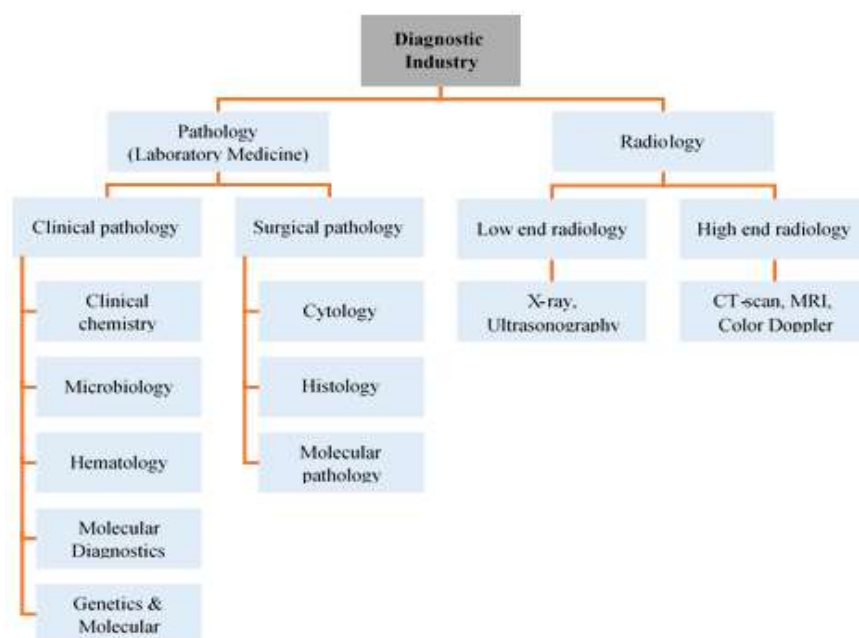 Diagnostic
Industry
Pathology
(Laboratory Medicine)
Radiology
Clinical pathology
Surgical pathology
Low end radiology
High end radiology
Clinical
chemistry
Cytology
X-ray,
Ultrasonography
CT-scan, MRI,
Color Doppler
Microbiology
Histology
Hematology
Molecular
pathology
Molecular
Diagnostics
Genetics &
Molecular